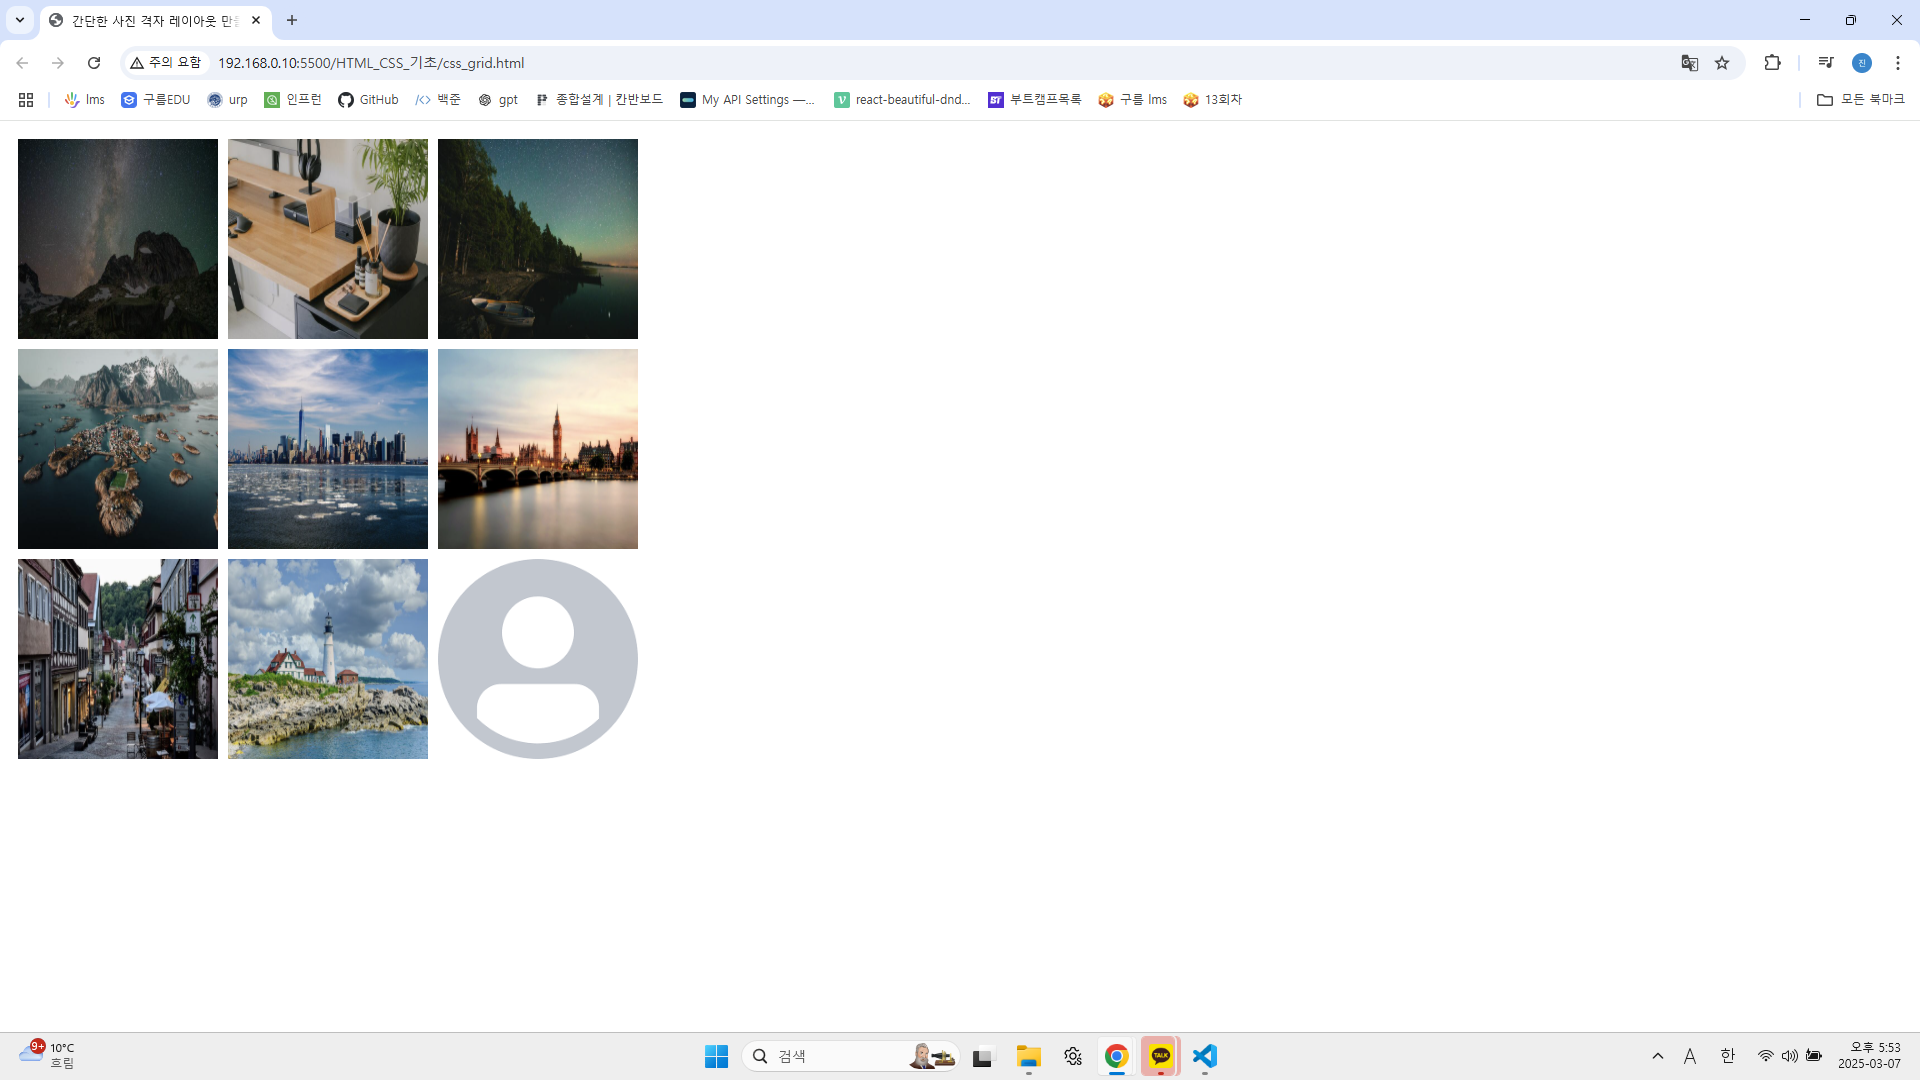 간단한 사진 격자 레이아웃 만들
주의 요함
192.168.0.10:5500/HTML_CSS_기초/css_grid.html
진
lms
구름EDU
urp
인프런
GitHub
백준
gpt
종합설계 | 칸반보드
My API Settings —...
react-beautiful-dnd...
부트캠프목록
구름 lms
13회차
모든 북마크
9+
10°C
흐림
검색
TALK
A
한
오후 5:53
2025-03-07